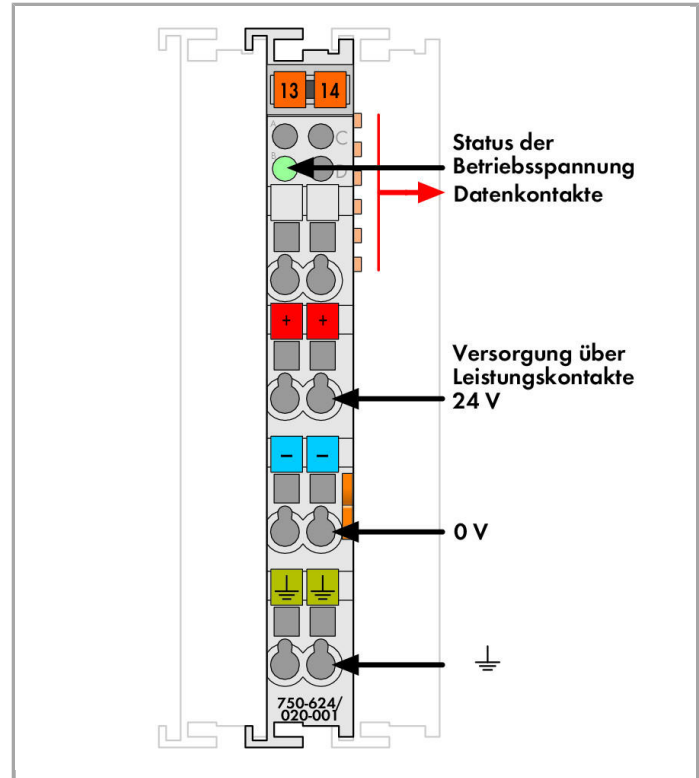 13 14
A
C
B
D
Status der
Betriebsspannung
Datenkontakte
+ +
Versorgung über
Leistungskontakte
24 V
− −
0 V
750-624/
020-001